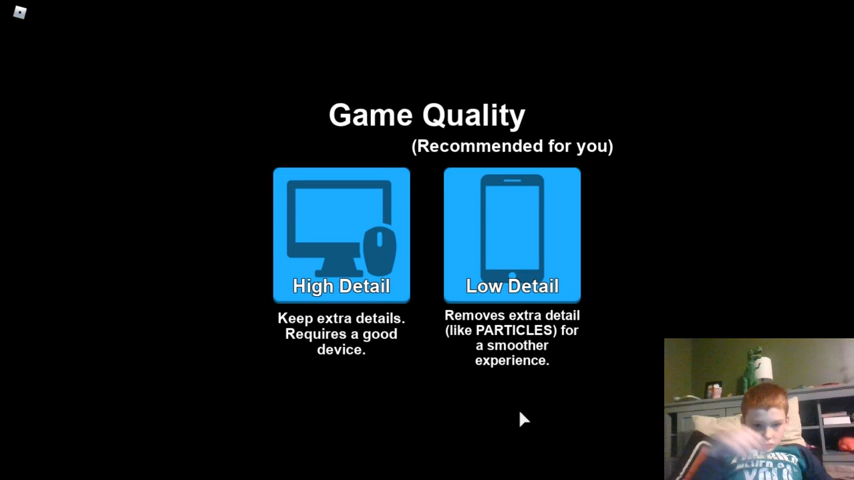 Game Quality
(Recommended for you)
High Detail
Low Detail
Keep extra details.
Requires a good
device.
Removes extra detail
(like PARTICLES) for
a smoother
experience.
YOLO